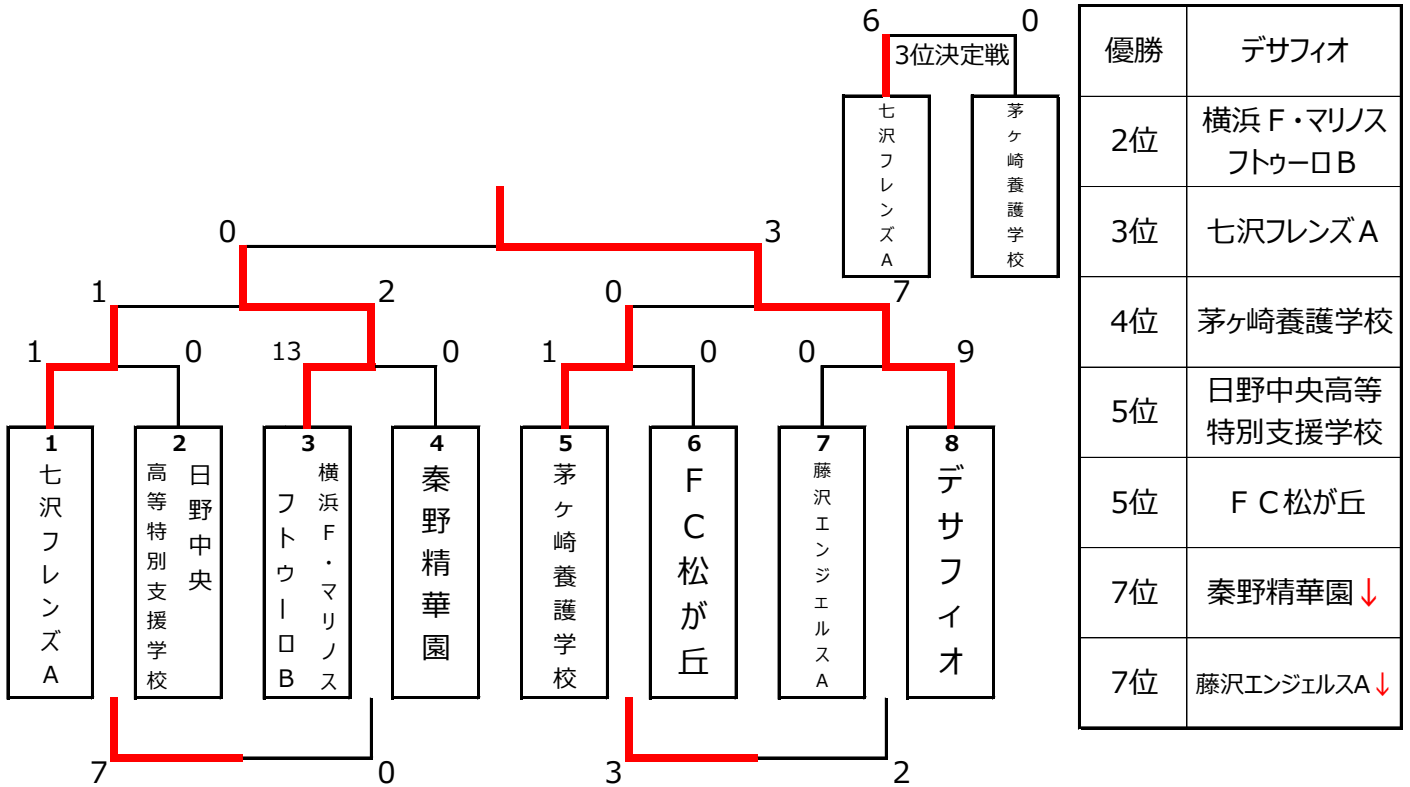 6 0
3位決定戦
七沢フレンズA
茅ケ崎養護学校
0 3
1 2 0 7
1 0 13 0 1 0 0 9
1
七沢フレンズA
2
日野中央
高等特別支援学校
3
横浜F・マリノス
フトゥーロB
4
秦野精華園
5
茅ケ崎養護学校
6
FC松が丘
7
藤沢エンジェルスA
8
デサフィオ
7 0 3 2
優勝 デサフィオ
2位 横浜F・マリノス
フトゥーロB
3位 七沢フレンズA
4位 茅ヶ崎養護学校
5位 日野中央高等
特別支援学校
5位 FC松が丘
7位 秦野精華園↓
7位 藤沢エンジェルスA↓